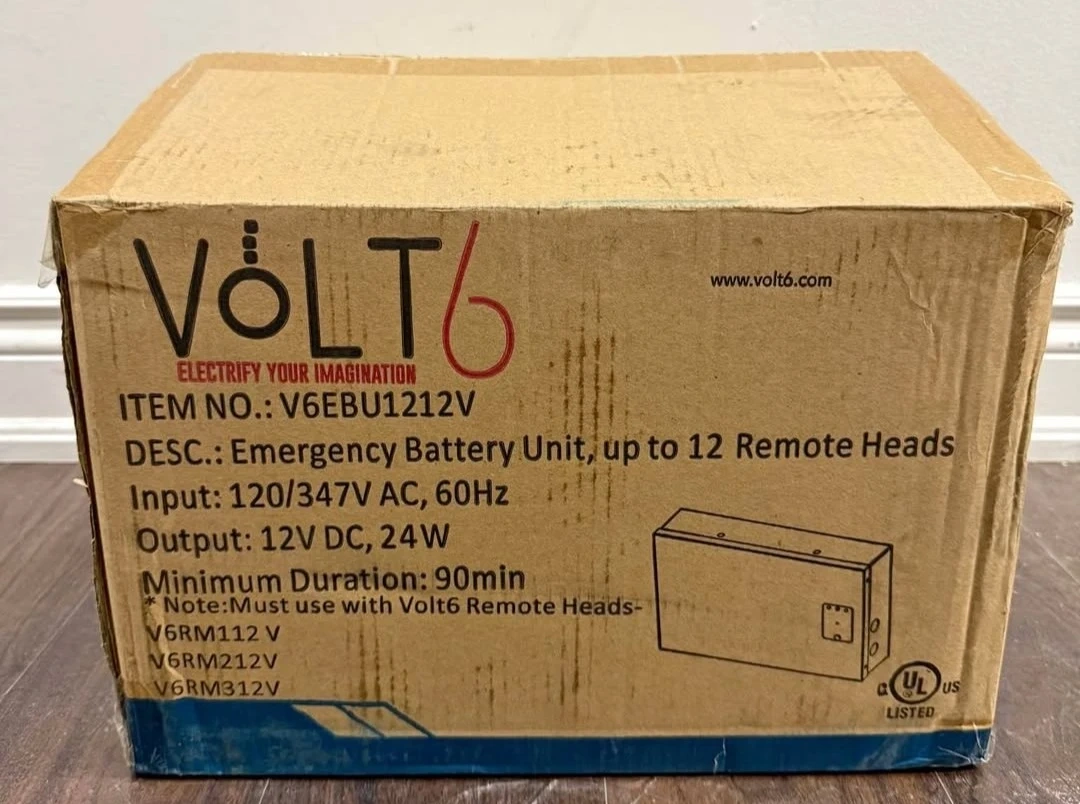 VOLT6
www.volt6.com
ELECTRIFY YOUR IMAGINATION
ITEM NO.: V6EBU1212V
DESC.: Emergency Battery Unit, up to 12 Remote Heads
Input: 120/347V AC, 60Hz
Output: 12V DC, 24W
Minimum Duration: 90min
* Note:Must use with Volt6 Remote Heads-
V6RM112 V
V6RM212V
V6RM312V
C UL US
LISTED